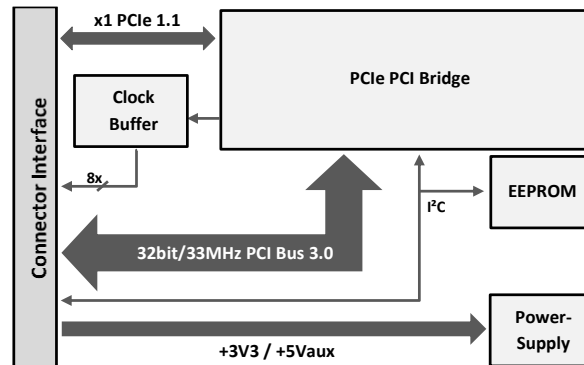 x1 PCIe 1.1
PCIe PCI Bridge
Clock
Buffer
Connector Interface
8x
I²C
EEPROM
32bit/33MHz PCI Bus 3.0
Power-
Supply
+3V3 / +5Vaux